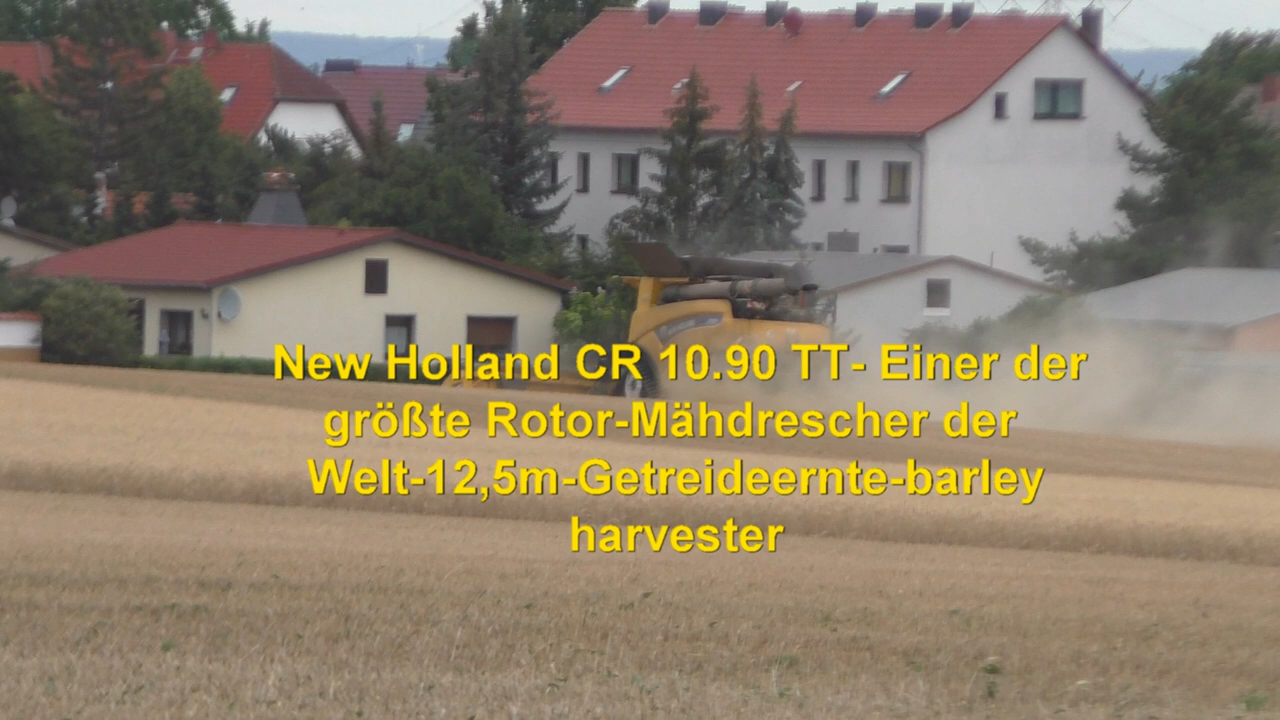 New Holland CR 10.90 TT- Einer der
größte Rotor-Mähdrescher der
Welt-12,5m-Getreideernte-barley
harvester